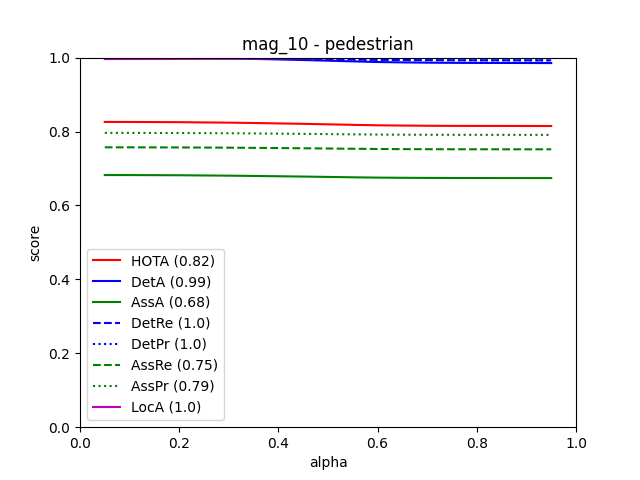 mag_10 - pedestrian
1.0
0.8
0.6
0.4
0.2
0.0
score
HOTA (0.82)
DetA (0.99)
AssA (0.68)
DetRe (1.0)
DetPr (1.0)
AssRe (0.75)
AssPr (0.79)
LocA (1.0)
0.0 0.2 0.4 0.6 0.8 1.0
alpha